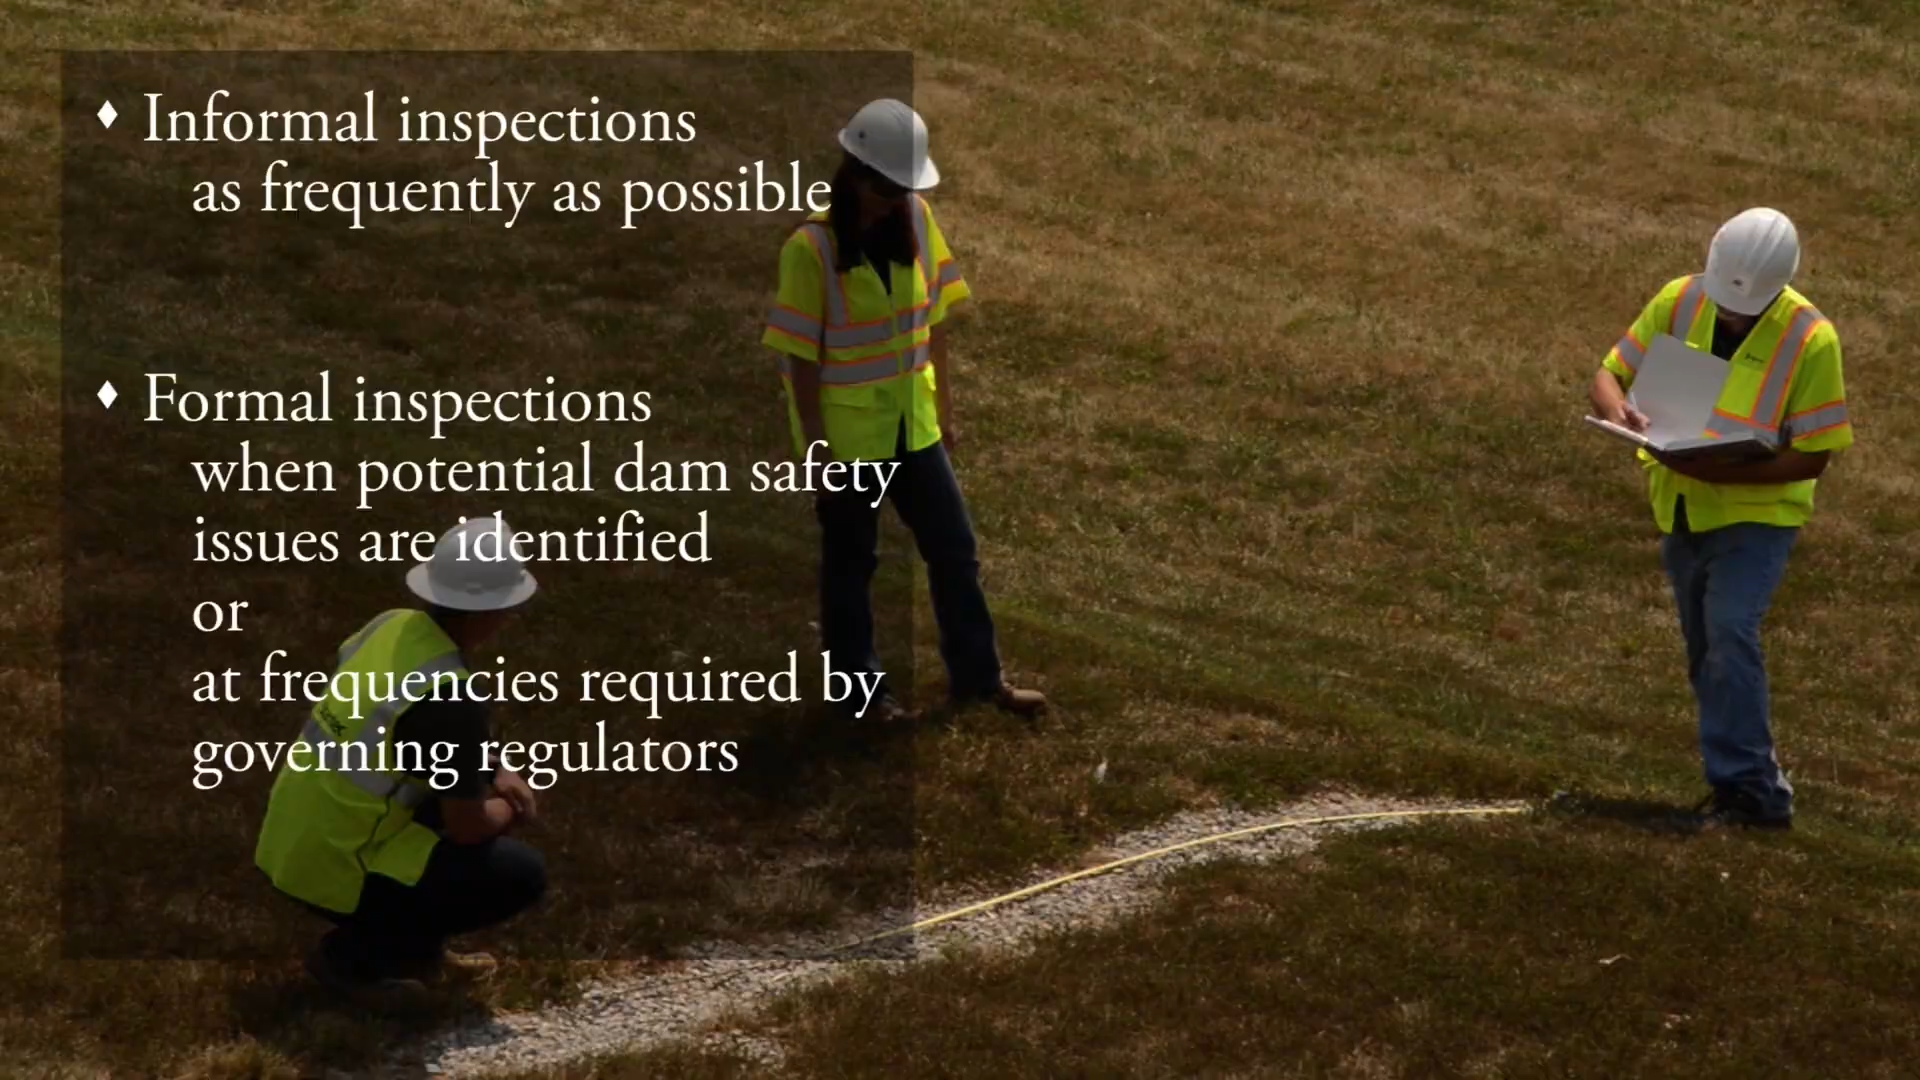 ♦ Informal inspections
as frequently as possible
♦ Formal inspections
when potential dam safety
issues are identified
or
at frequencies required by
governing regulators